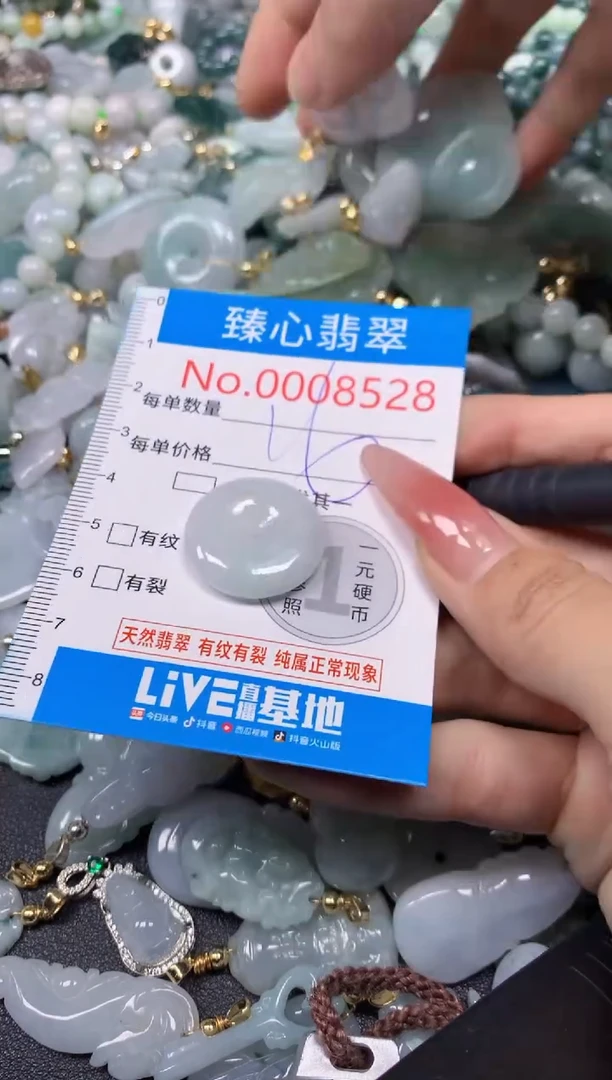 臻心翡翠
No.0008528
每单数量
16
每单价格
其一
有纹
有裂
1
一元硬币
参照
天然翡翠 有纹有裂 纯属正常现象
LiVE直播基地
今日头条 抖音 西瓜视频 抖音火山版
0
1
2
3
4
5
6
7
8